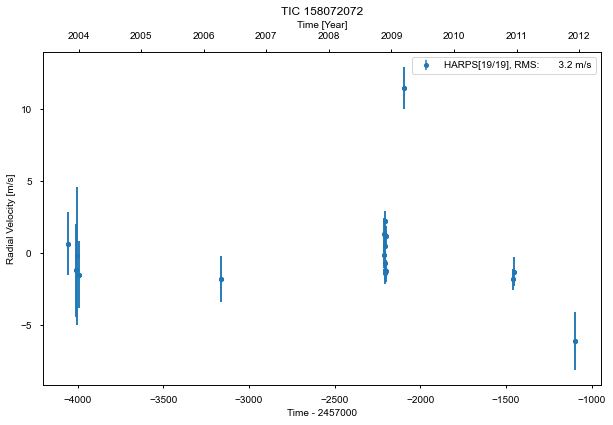 TIC 158072072
Time [Year]
2004 2005 2006 2007 2008 2009 2010 2011 2012
HARPS[19/19], RMS: 3.2 m/s
10
5
0
−5
Radial Velocity [m/s]
−4000 −3500 −3000 −2500 −2000 −1500 −1000
Time - 2457000